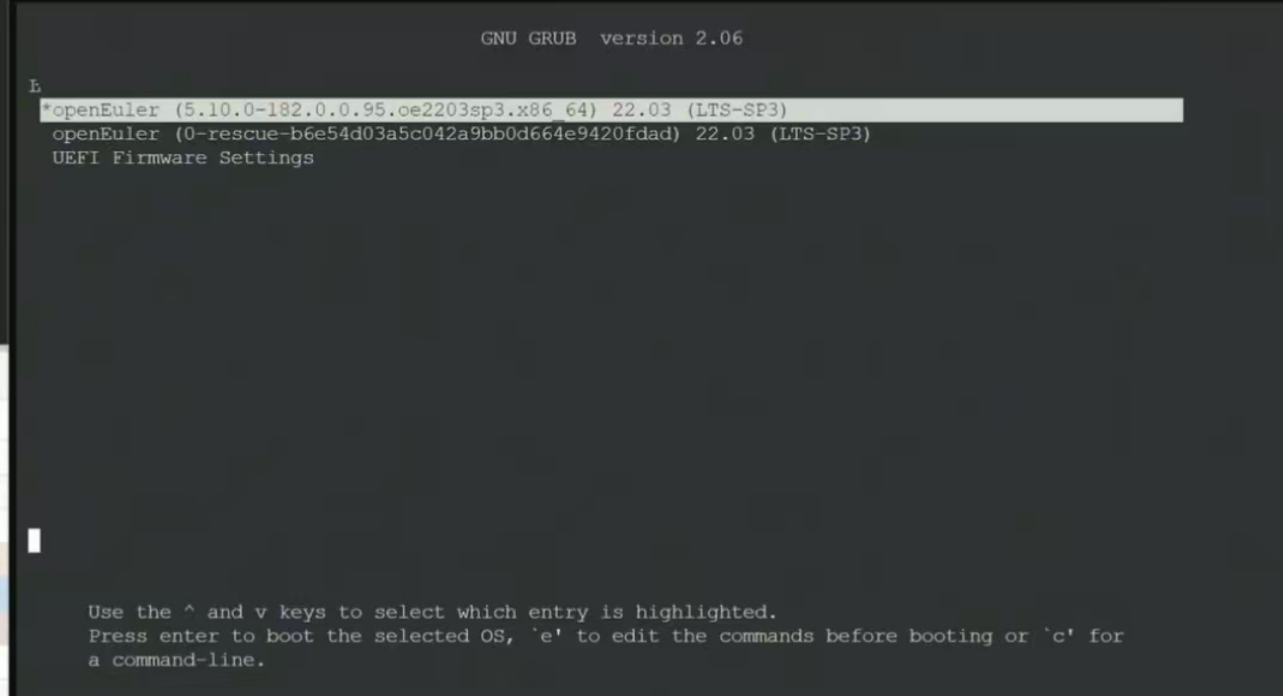 GNU GRUB  version 2.06
*openEuler (5.10.0-182.0.0.95.oe2203sp3.x86_64) 22.03 (LTS-SP3)
openEuler (0-rescue-b6e54d03a5c042a9bb0d664e9420fdad) 22.03 (LTS-SP3)
UEFI Firmware Settings
Use the ^ and v keys to select which entry is highlighted.
Press enter to boot the selected OS, `e' to edit the commands before booting or `c' for
a command-line.